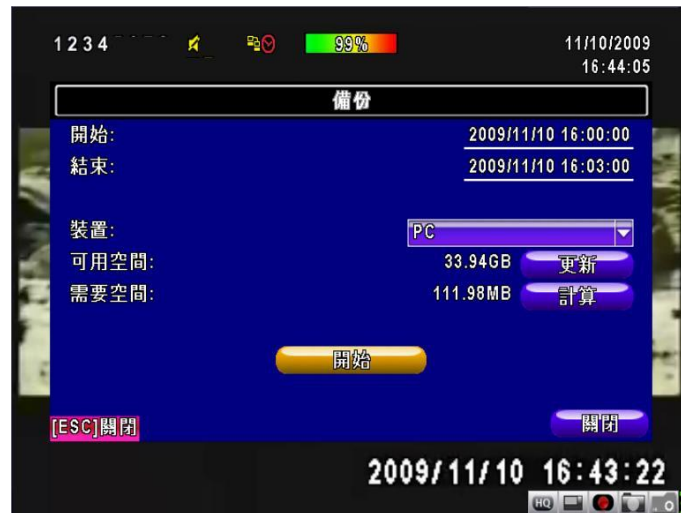 1234
99%
11/10/2009
16:44:05
備份
開始: 2009/11/10 16:00:00
結束: 2009/11/10 16:03:00
裝置: PC
可用空間: 33.94GB 更新
需要空間: 111.98MB 計算
開始
[ESC]關閉 關閉
2009/11/10 16:43:22
HQ